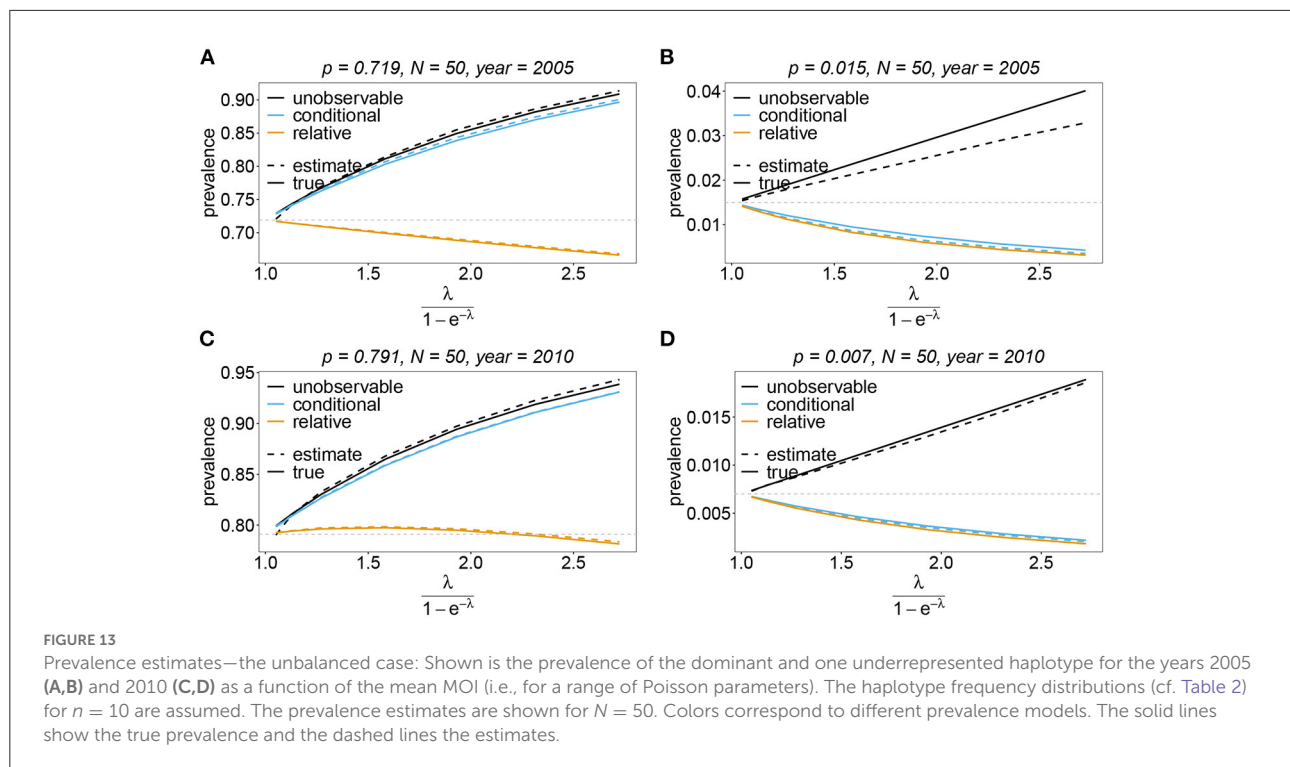 A
p = 0.719, N = 50, year = 2005
unobservable
conditional
relative
estimate
true
prevalence
0.90
0.85
0.80
0.75
0.70
1.0 1.5 2.0 2.5
λ
1 − e−λ
B
p = 0.015, N = 50, year = 2005
unobservable
conditional
relative
estimate
true
prevalence
0.04
0.03
0.02
0.01
1.0 1.5 2.0 2.5
λ
1 − e−λ
C
p = 0.791, N = 50, year = 2010
unobservable
conditional
relative
estimate
true
prevalence
0.95
0.90
0.85
0.80
1.0 1.5 2.0 2.5
λ
1 − e−λ
D
p = 0.007, N = 50, year = 2010
unobservable
conditional
relative
estimate
true
prevalence
0.015
0.010
0.005
1.0 1.5 2.0 2.5
λ
1 − e−λ
FIGURE 13
Prevalence estimates—the unbalanced case: Shown is the prevalence of the dominant and one underrepresented haplotype for the years 2005
(A,B) and 2010 (C,D) as a function of the mean MOI (i.e., for a range of Poisson parameters). The haplotype frequency distributions (cf. Table 2)
for n = 10 are assumed. The prevalence estimates are shown for N = 50. Colors correspond to different prevalence models. The solid lines
show the true prevalence and the dashed lines the estimates.